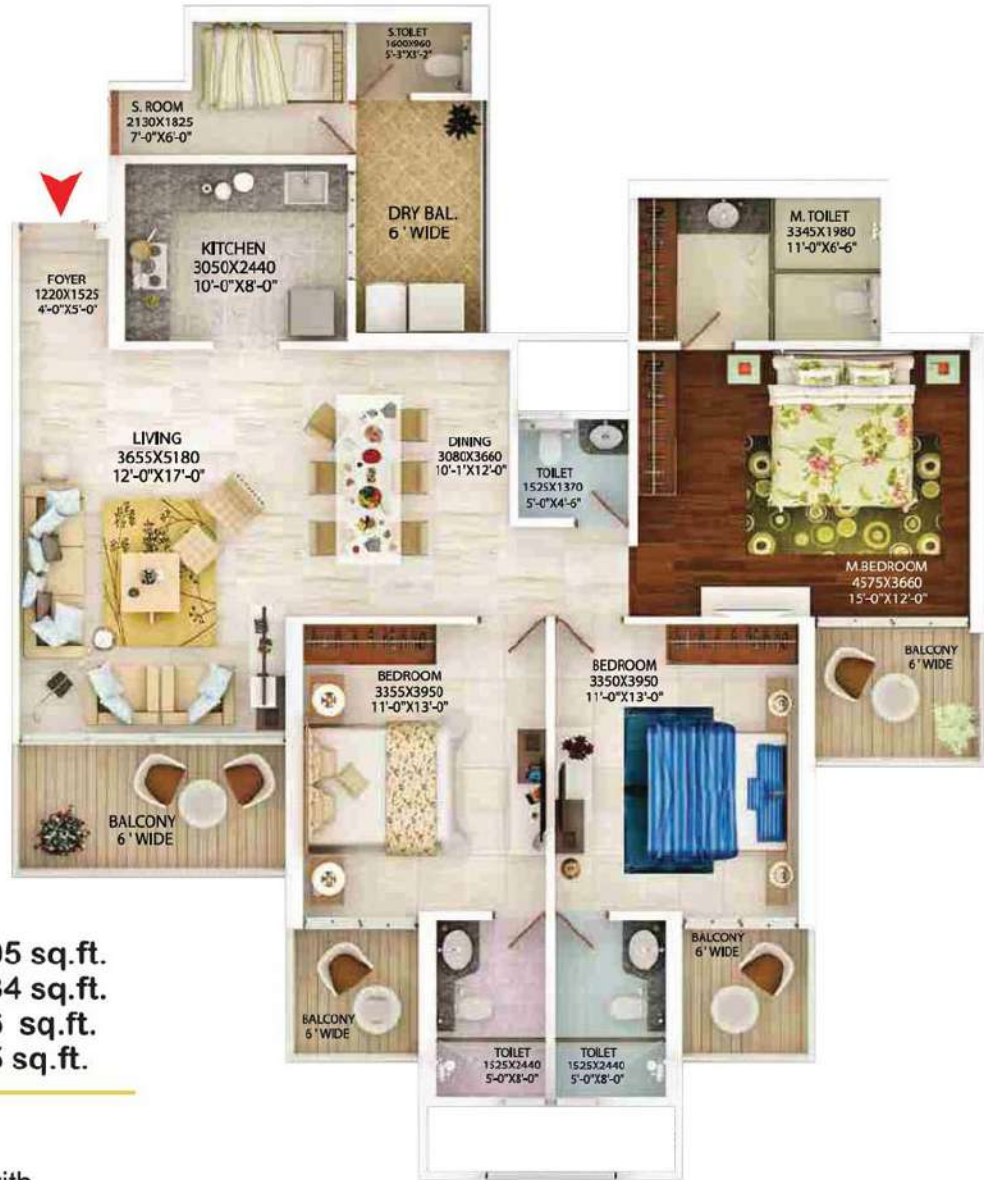 S.TOILET
1600X960
5'-3"X3'-2"
S. ROOM
2130X1825
7'-0"X6'-0"
DRY BAL.
6 ' WIDE
KITCHEN
3050X2440
10'-0"X8'-0"
M. TOILET
3345X1980
11'-0"X6'-6"
FOYER
1220X1525
4'-0"X5'-0"
LIVING
3655X5180
12'-0"X17'-0"
DINING
3080X3660
10'-1'X12'-0"
TOILET
1525X1370
5'-0"X4'-6"
M.BEDROOM
4575X3660
15'-0"X12'-0"
BALCONY
6 ' WIDE
BEDROOM
3355X3950
11'-0"X13'-0"
BEDROOM
3350X3950
11'-0"X13'-0"
BALCONY
6 ' WIDE
BALCONY
6 ' WIDE
BALCONY
6 ' WIDE
TOILET
1525X2440
5'-0"X8'-0"
TOILET
1525X2440
5'-0"X8'-0"
5 sq.ft.
4 sq.ft.
sq.ft.
sq.ft.